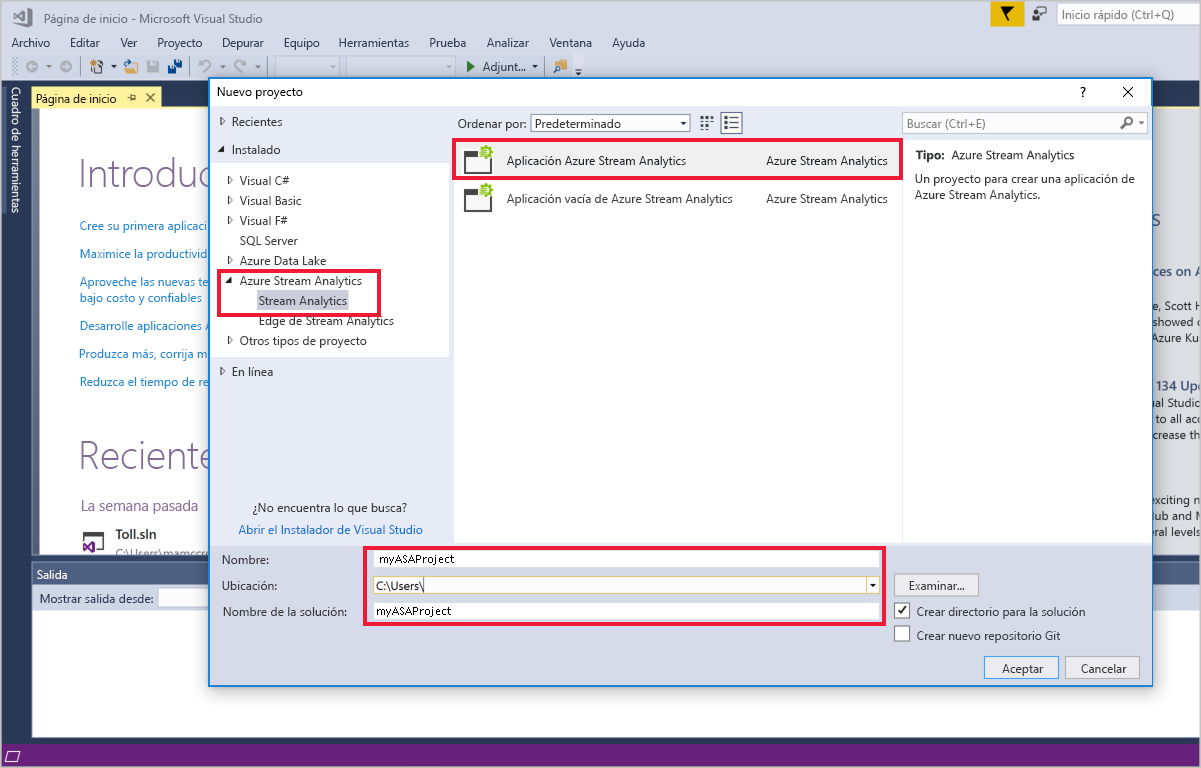 Página de inicio - Microsoft Visual Studio
Inicio rápido (Ctrl+Q)
Archivo Editar Ver Proyecto Depurar Equipo Herramientas Prueba Analizar Ventana Ayuda
Adjunt...
Cuadro de herramientas
Página de inicio
Introduc
Cree su primera aplicaci
Maximice la productivid
Aproveche las nuevas te
bajo costo y confiables
Desarrolle aplicaciones
Produzca más, corrija m
Reduzca el tiempo de re
Reciente
La semana pasada
Toll.sln
C:\Users\mamccro
Nuevo proyecto
?
Recientes
Instalado
Visual C#
Visual Basic
Visual F#
SQL Server
Azure Data Lake
Azure Stream Analytics
Stream Analytics
Edge de Stream Analytics
Otros tipos de proyecto
En línea
¿No encuentra lo que busca?
Abrir el Instalador de Visual Studio
Ordenar por: Predeterminado
Aplicación Azure Stream Analytics Azure Stream Analytics
Aplicación vacía de Azure Stream Analytics Azure Stream Analytics
Buscar (Ctrl+E)
Tipo: Azure Stream Analytics
Un proyecto para crear una aplicación de
Azure Stream Analytics.
Nombre: myASAProject
Ubicación: C:\Users\
Examinar...
Nombre de la solución: myASAProject
Crear directorio para la solución
Crear nuevo repositorio Git
Aceptar Cancelar
s
ces on A
e, Scott H
showed
Azure Ku
134 Upd
al Studio
to all acc
crease th
exciting n
lub and M
eral levels
Salida
Mostrar salida desde: